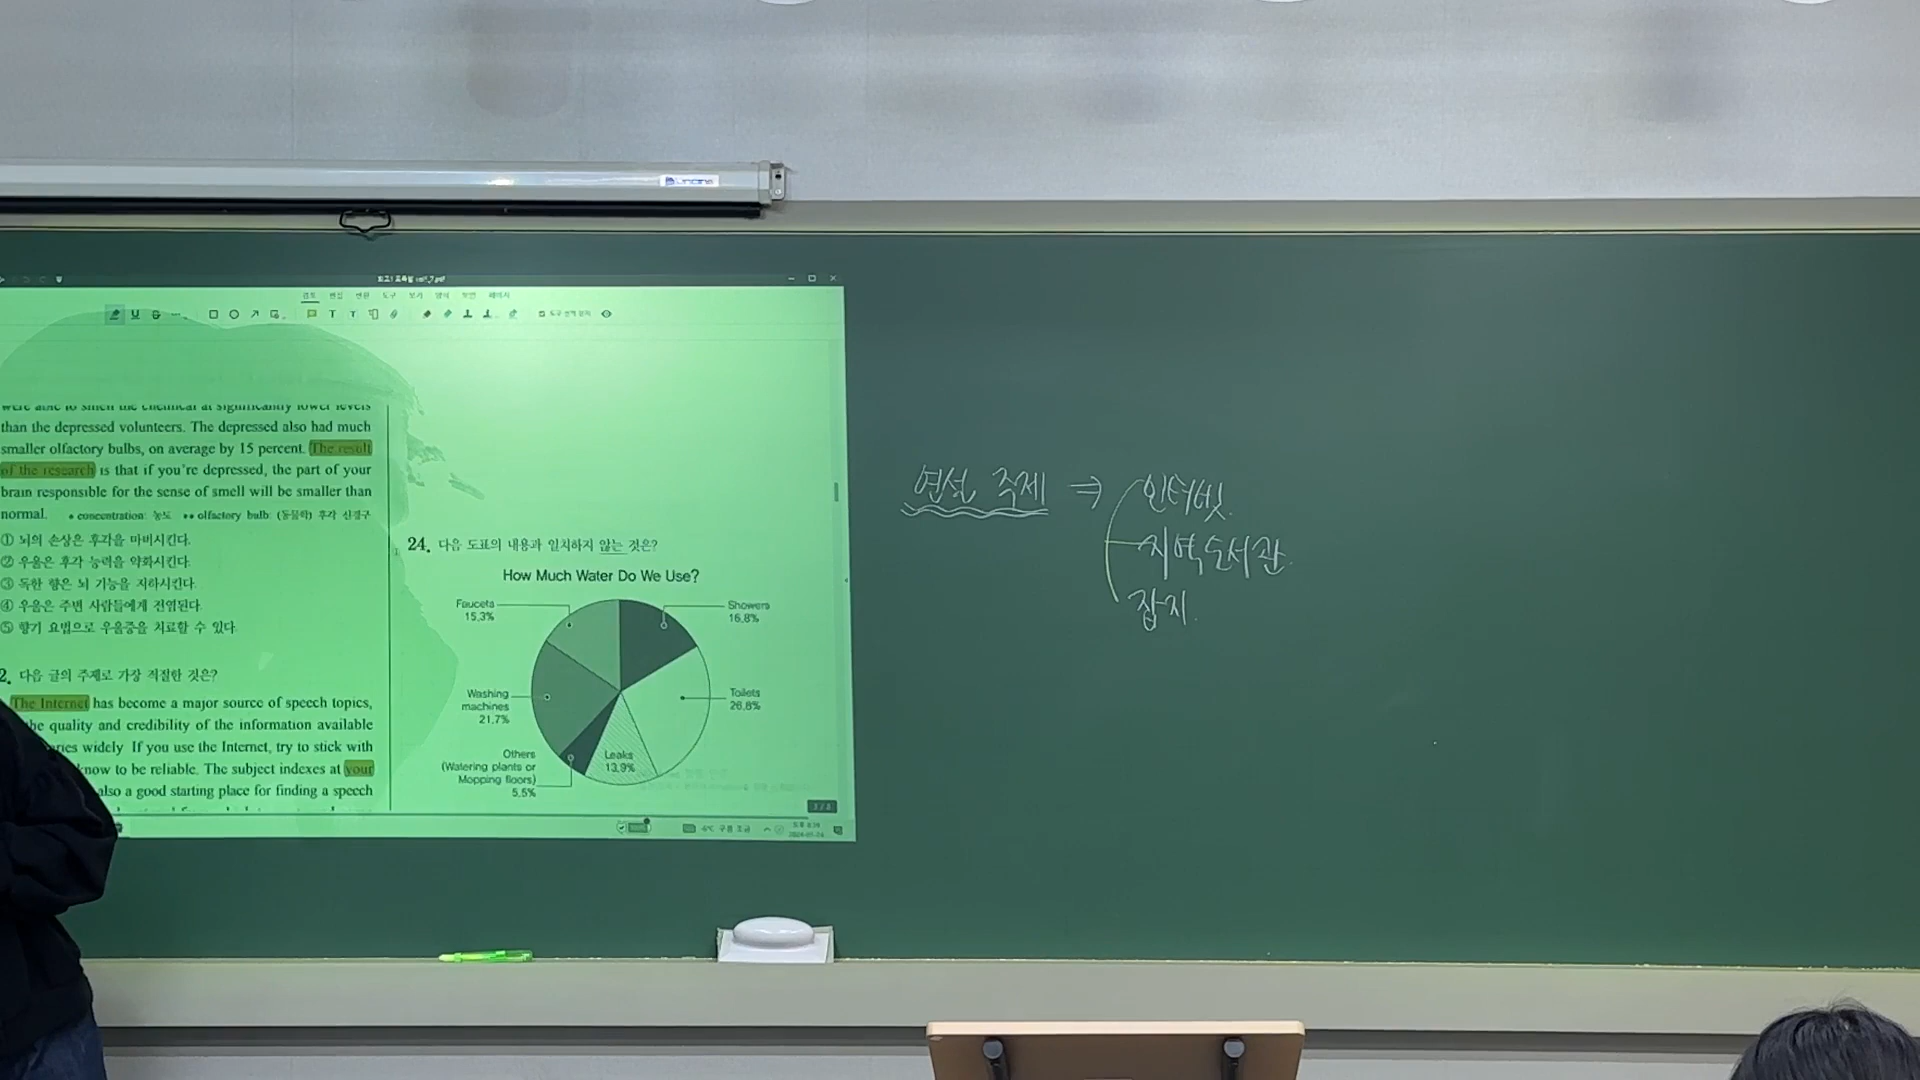 were able to smell the chemical at significantly lower levels
than the depressed volunteers. The depressed also had much
smaller olfactory bulbs, on average by 15 percent. The result
of the research is that if you're depressed, the part of your
brain responsible for the sense of smell will be smaller than
normal. * concentration: 농도 ** olfactory bulb: (동물학) 후각 신경구
① 뇌의 손상은 후각을 마비시킨다.
② 우울은 후각 능력을 약화시킨다.
③ 독한 향은 뇌 기능을 저하시킨다.
④ 우울은 주변 사람들에게 전염된다.
⑤ 향기 요법으로 우울증을 치료할 수 있다.
2. 다음 글의 주제로 가장 적절한 것은?
The Internet has become a major source of speech topics,
he quality and credibility of the information available
ries widely. If you use the Internet, try to stick with
know to be reliable. The subject indexes at your
also a good starting place for finding a speech
24. 다음 도표의 내용과 일치하지 않는 것은?
How Much Water Do We Use?
Faucets
15.3%
Showers
16.8%
Washing
machines
21.7%
Toilets
26.8%
Others
(Watering plants or
Mopping floors)
5.5%
Leaks
13.9%
3 / 8
연설 주제 ⇒ 인터넷.
지역도서관.
잡지.